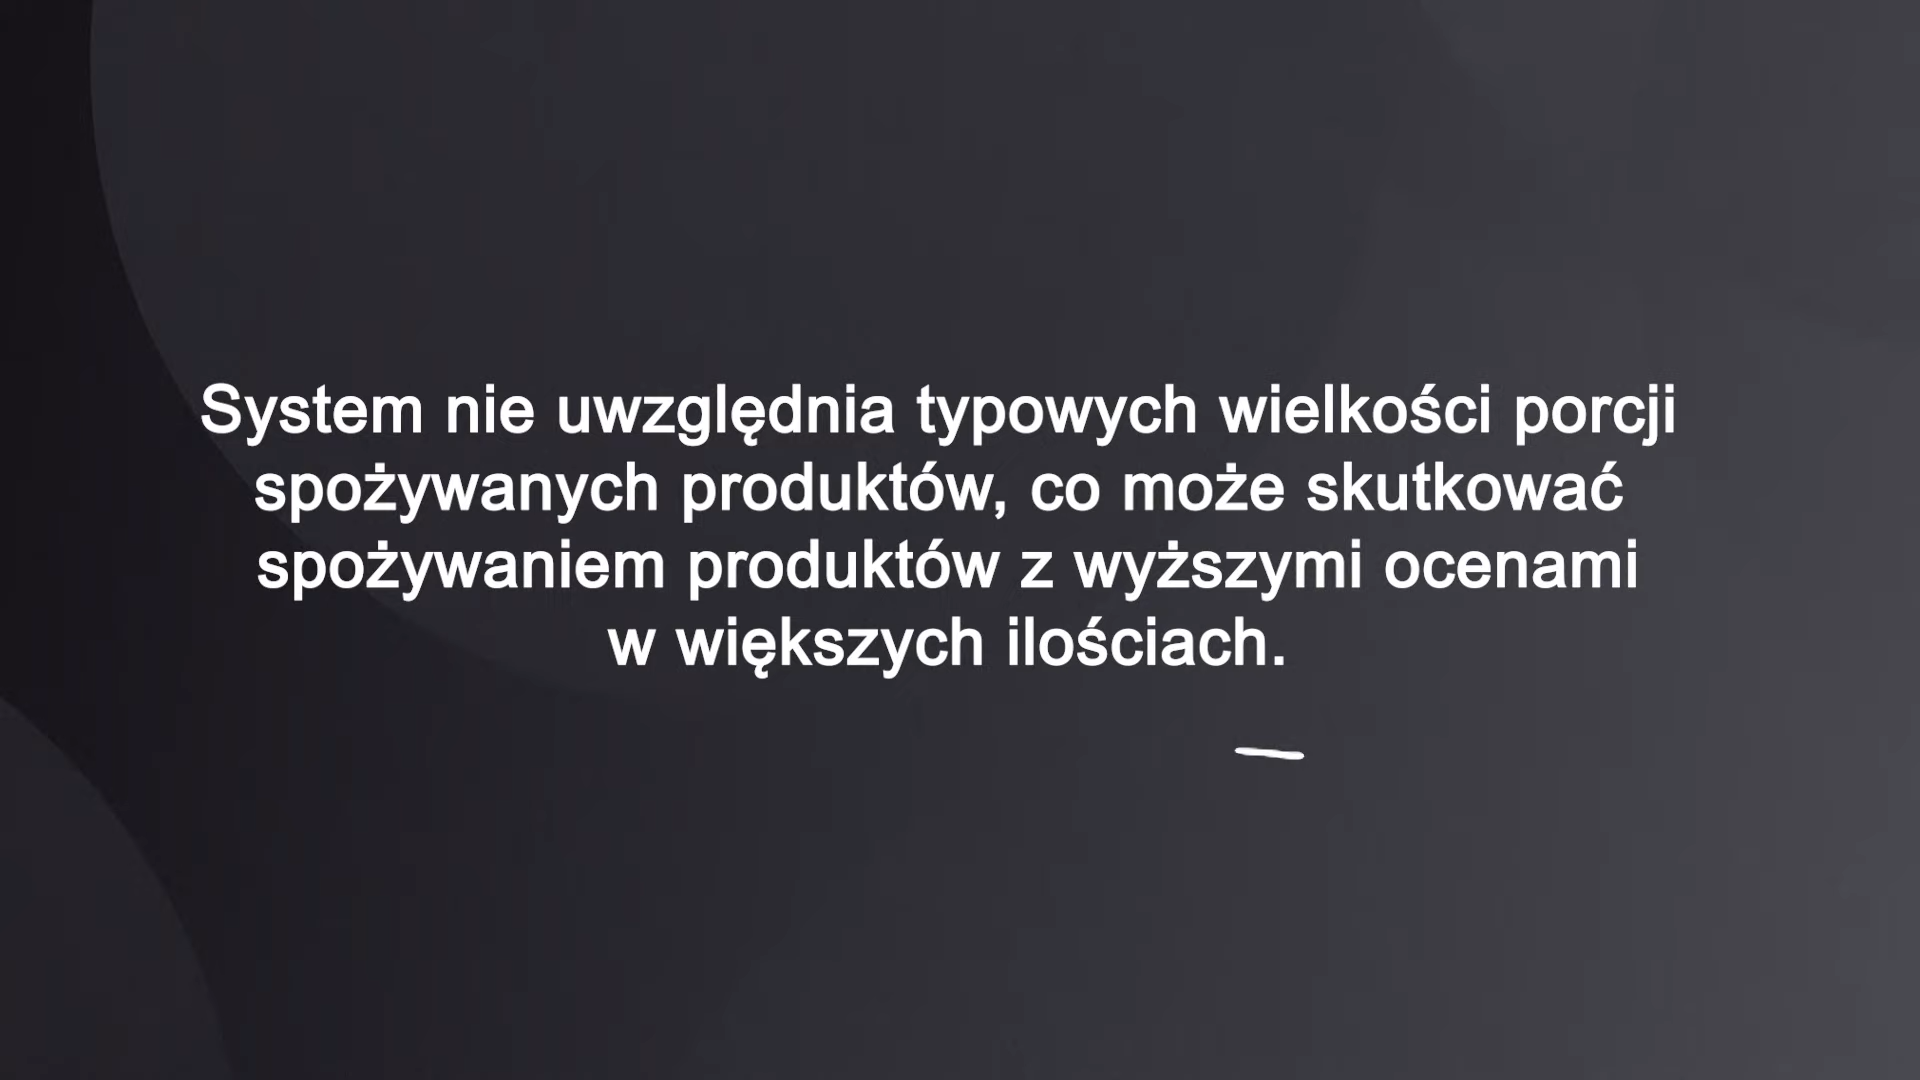 System nie uwzględnia typowych wielkości porcji
spożywanych produktów, co może skutkować
spożywaniem produktów z wyższymi ocenami
w większych ilościach.